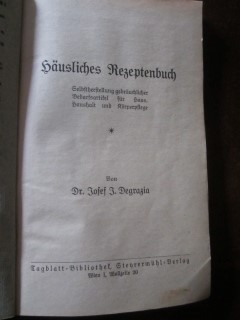 Häusliches Rezeptenbuch
Selbstherstellung gebräuchlicher
Bedarfsartikel für Haus,
Haushalt und Körperpflege
Von
Dr. Josef J. Degrazia
Tagblatt-Bibliothek Steyrermühl-Verlag
Wien I, Wollzeile 20